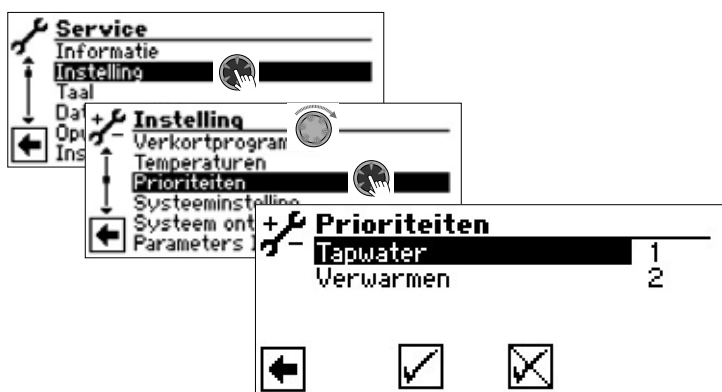 Service
Informatie
Instelling
Taal
Dat
Opu
Ins
Instelling
Verkortprogram
Temperaturen
Prioriteiten
Systeeminstelling
Systeem ont
Parameters I
Prioriteiten
Tapwater 1
Verwarmen 2